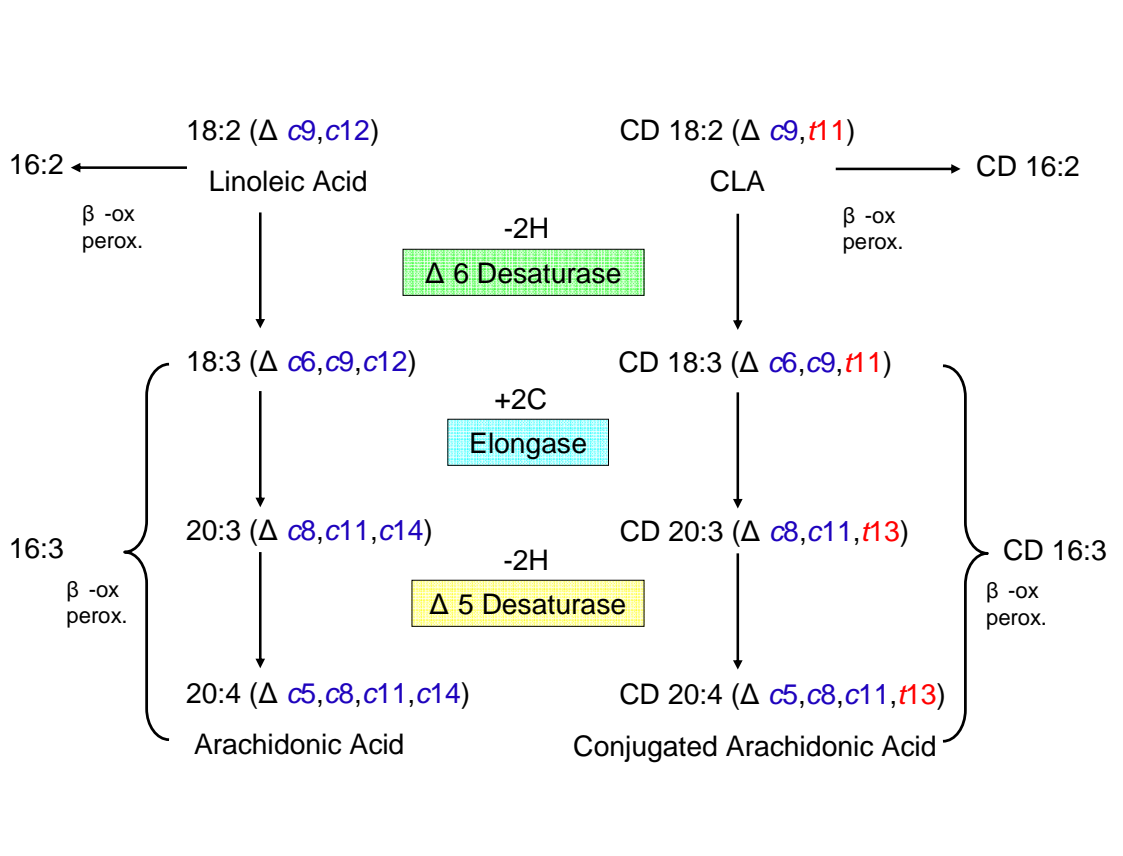 18:2 (Δ c9,c12)
CD 18:2 (Δ c9,t11)
16:2
Linoleic Acid
CLA
CD 16:2
β -ox
perox.
β -ox
perox.
-2H
Δ 6 Desaturase
18:3 (Δ c6,c9,c12)
CD 18:3 (Δ c6,c9,t11)
+2C
Elongase
20:3 (Δ c8,c11,c14)
CD 20:3 (Δ c8,c11,t13)
16:3
CD 16:3
β -ox
perox.
β -ox
perox.
-2H
Δ 5 Desaturase
20:4 (Δ c5,c8,c11,c14)
CD 20:4 (Δ c5,c8,c11,t13)
Arachidonic Acid
Conjugated Arachidonic Acid